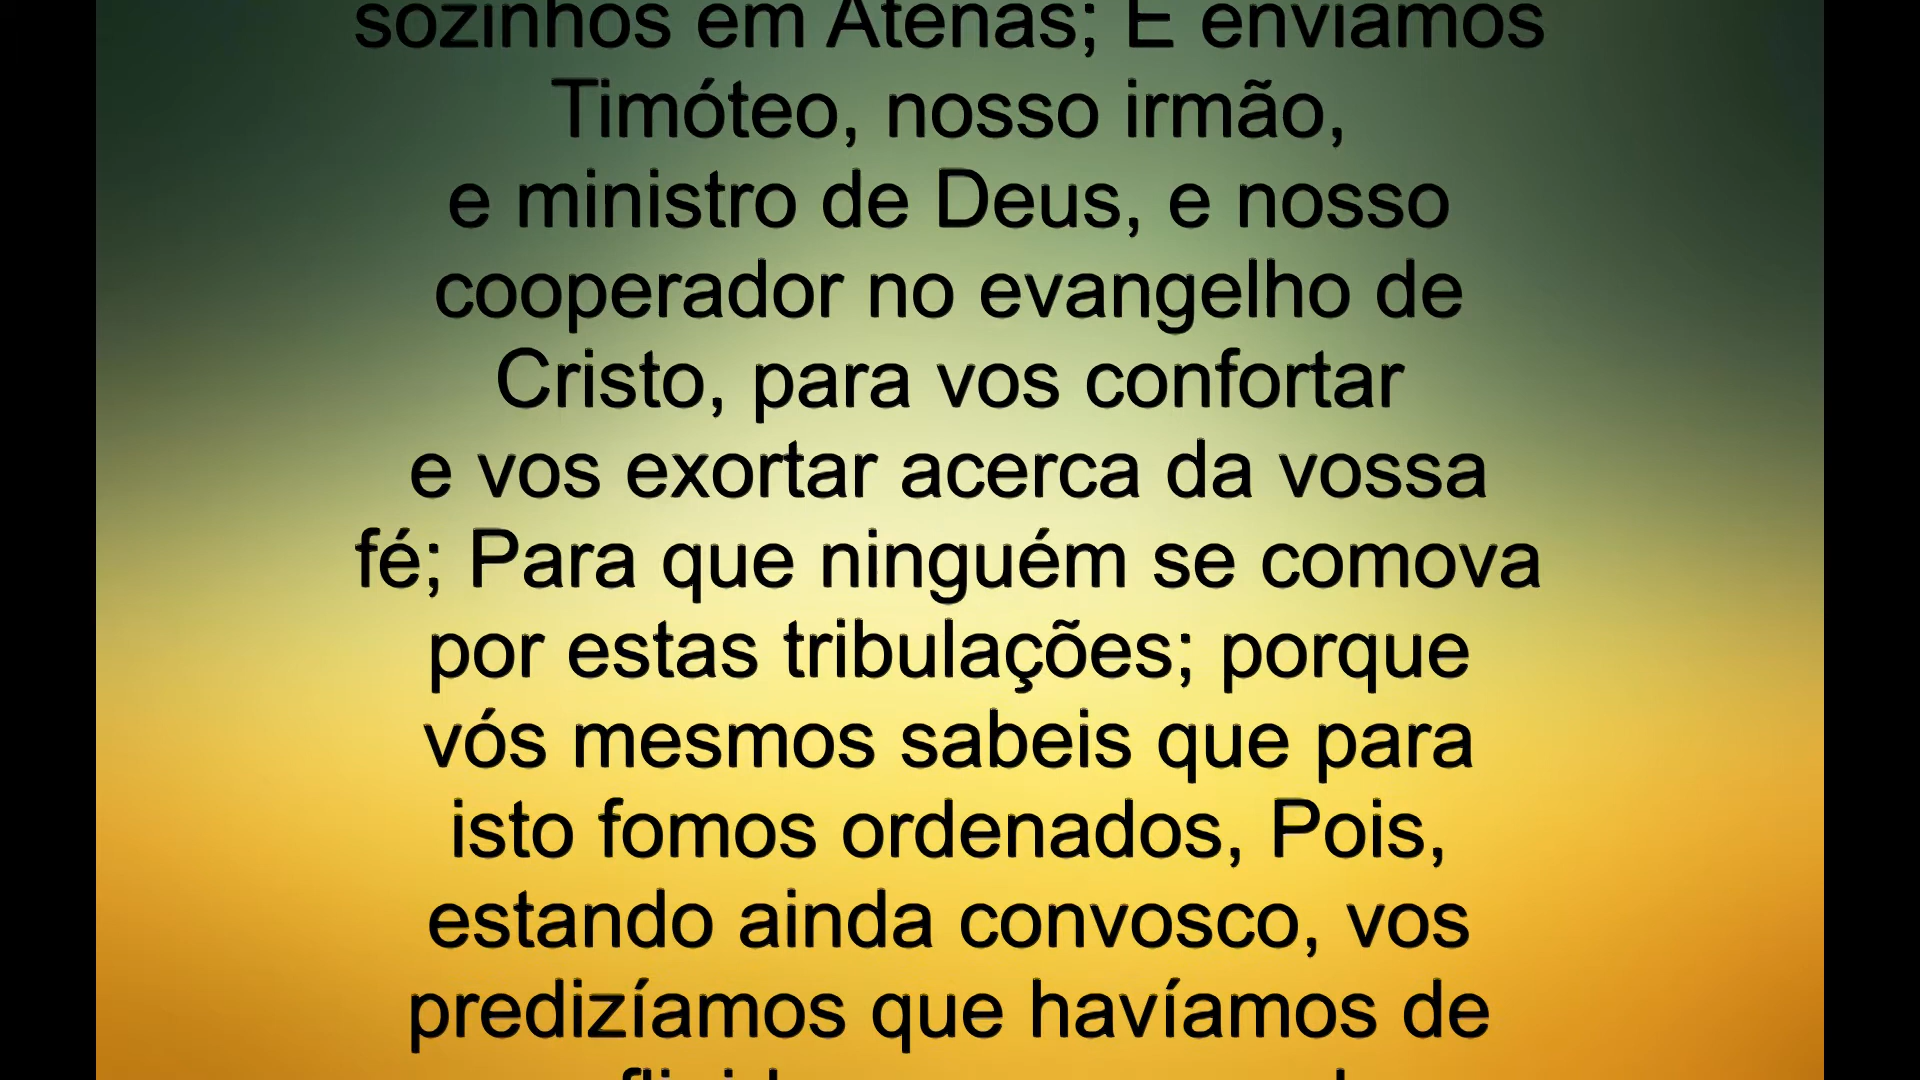 sozinhos em Atenas; E enviamos
Timóteo, nosso irmão,
e ministro de Deus, e nosso
cooperador no evangelho de
Cristo, para vos confortar
e vos exortar acerca da vossa
fé; Para que ninguém se comova
por estas tribulações; porque
vós mesmos sabeis que para
isto fomos ordenados, Pois,
estando ainda convosco, vos
predizíamos que havíamos de